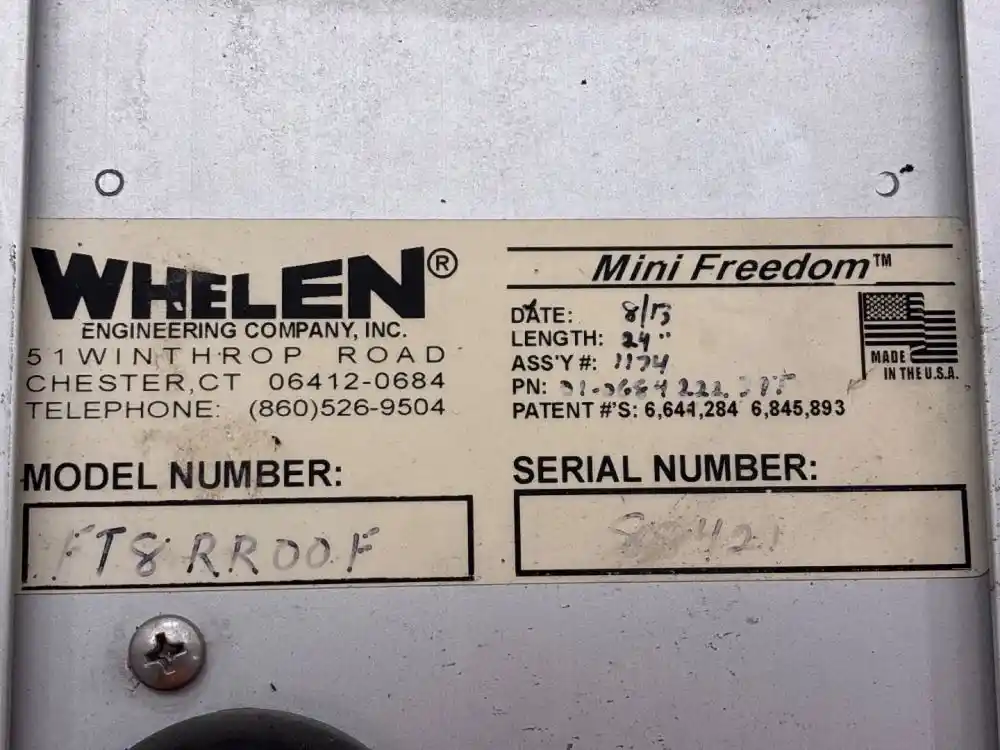 WHELEN®
ENGINEERING COMPANY, INC.
51 WINTHROP ROAD
CHESTER, CT 06412-0684
TELEPHONE: (860)526-9504
MODEL NUMBER:
FT8RROOF
Mini Freedom™
DATE: 8/13
LENGTH: 24"
ASS'Y #: 1174
PN:
PATENT #'S: 6,641,284 6,845,893
MADE
IN THE U.S.A.
SERIAL NUMBER: